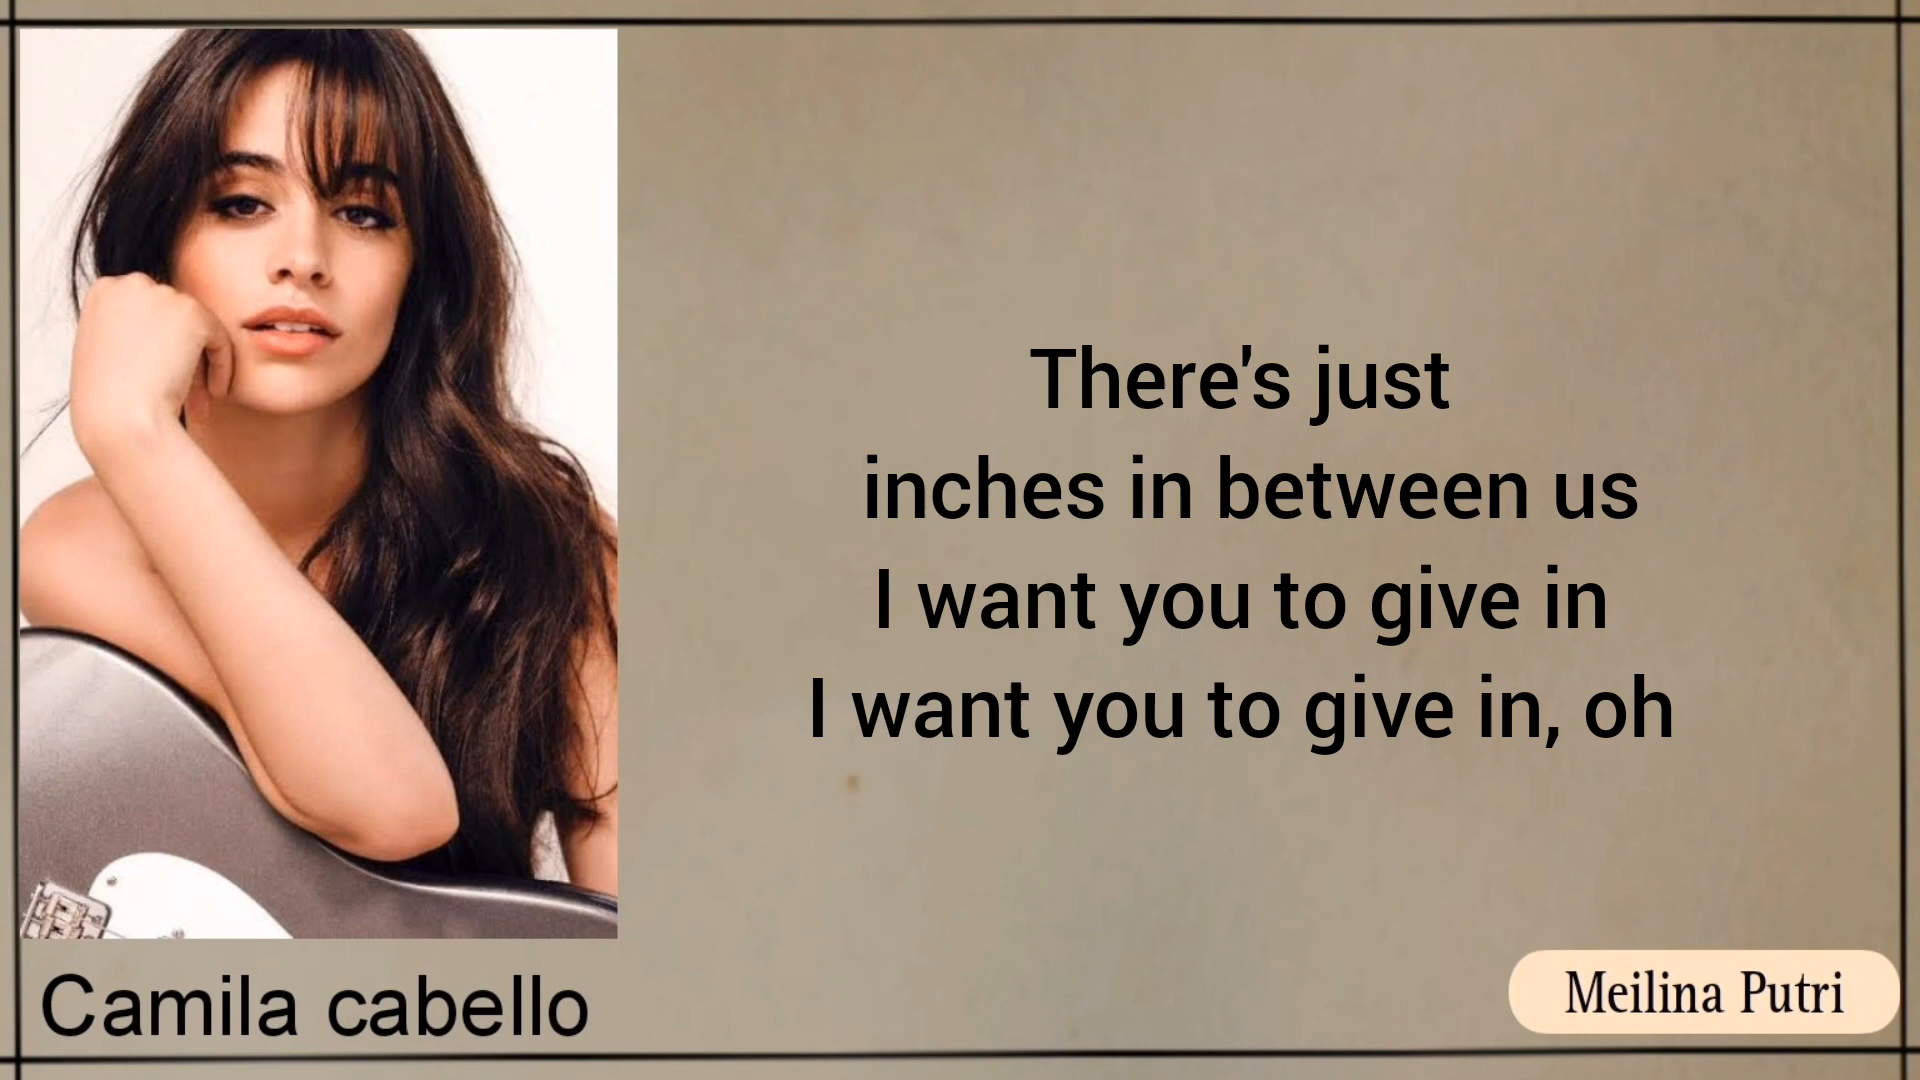 There's just
inches in between us
I want you to give in
I want you to give in, oh
Camila cabello
Meilina Putri